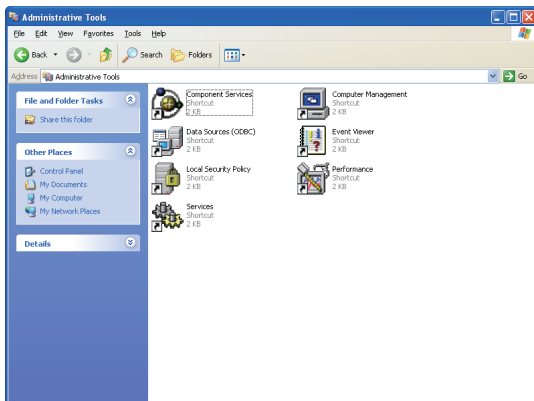 Administrative Tools
File Edit View Favorites Tools Help
Back Search Folders
Address Administrative Tools Go
File and Folder Tasks
Share this folder
Other Places
Control Panel
My Documents
My Computer
My Network Places
Details
Component Services
Shortcut
2 KB
Computer Management
Shortcut
2 KB
Data Sources (ODBC)
Shortcut
2 KB
Event Viewer
Shortcut
2 KB
Local Security Policy
Shortcut
2 KB
Performance
Shortcut
2 KB
Services
Shortcut
2 KB